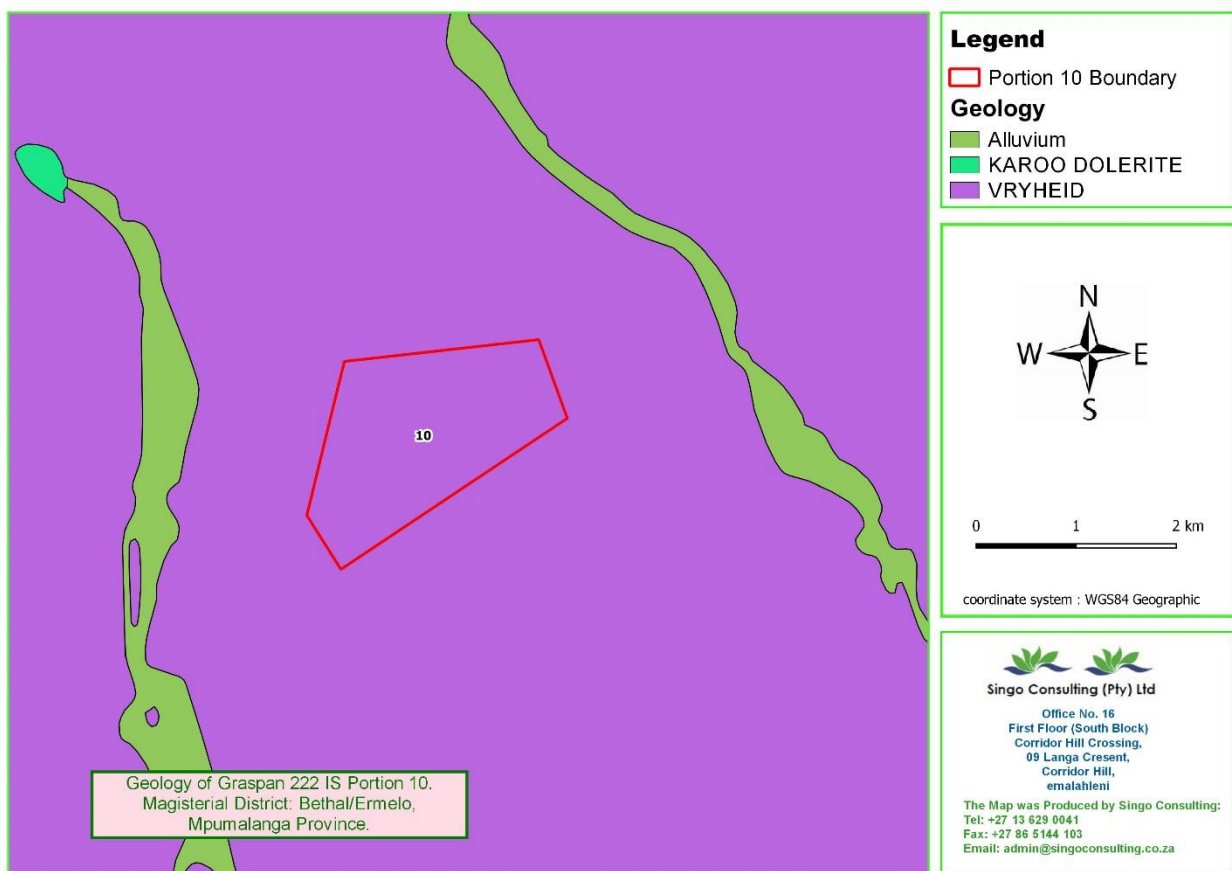 Legend
Portion 10 Boundary
Geology
Alluvium
KAROO DOLERITE
VRYHEID
N
W E
S
0 1 2 km
coordinate system : WGS84 Geographic
Singo Consulting (Pty) Ltd
Office No. 16
First Floor (South Block)
Corridor Hill Crossing,
09 Langa Cresent,
Corridor Hill,
emalahleni
The Map was Produced by Singo Consulting:
Tel: +27 13 629 0041
Fax: +27 86 5144 103
Email: admin@singoconsulting.co.za
10
Geology of Graspan 222 IS Portion 10.
Magisterial District: Bethal/Ermelo,
Mpumalanga Province.